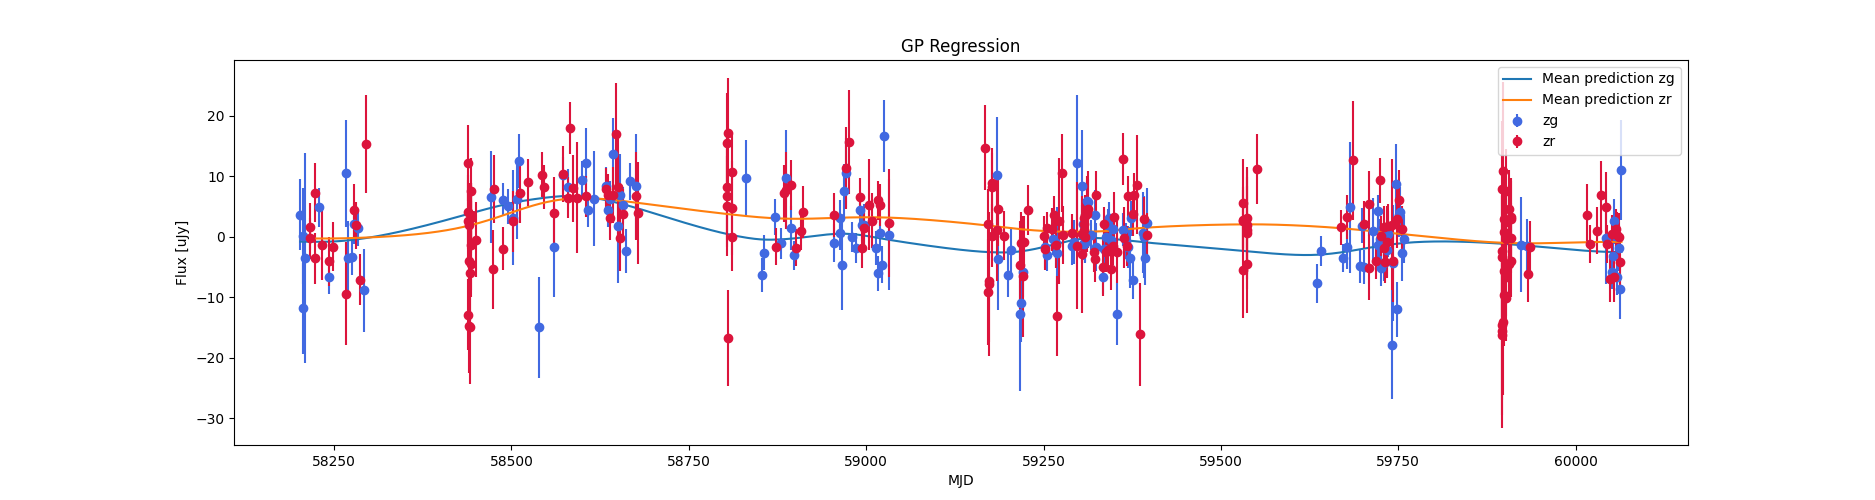 GP Regression
Flux [uJy]
20
10
0
−10
−20
−30
58250
58500
58750
59000
59250
59500
59750
60000
MJD
Mean prediction zg
Mean prediction zr
zg
zr